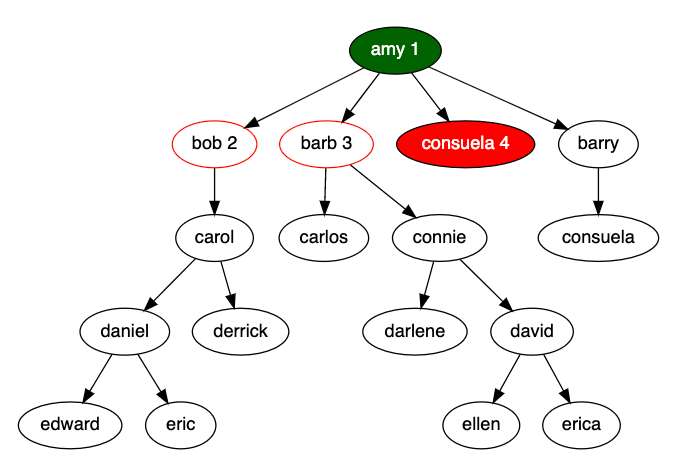 amy 1
bob 2
barb 3
consuela 4
barry
carol
carlos
connie
consuela
daniel
derrick
darlene
david
edward
eric
ellen
erica